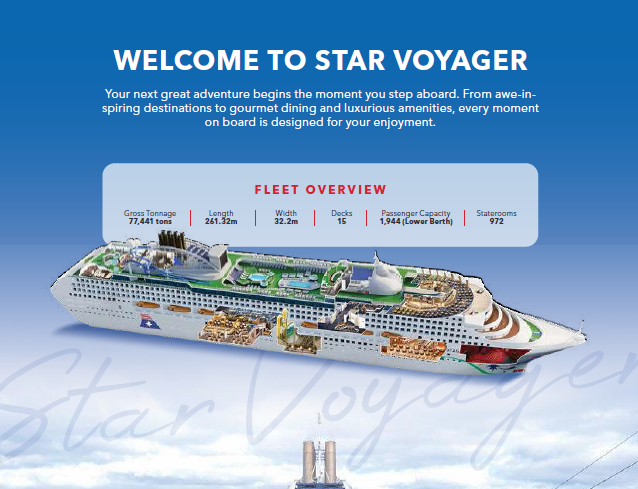 WELCOME TO STAR VOYAGER
Your next great adventure begins the moment you step aboard. From awe-in-
spiring destinations to gourmet dining and luxurious amenities, every moment
on board is designed for your enjoyment.
FLEET OVERVIEW
Gross Tonnage Length Width Decks Passenger Capacity Staterooms
77,441 tons 261.32m 32.2m 15 1,944 (Lower Berth) 972
Star Voyager